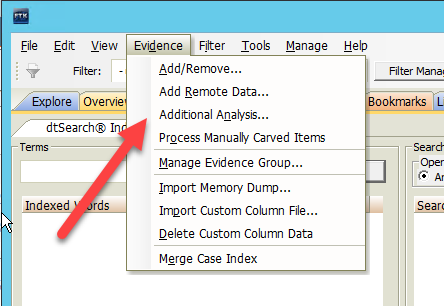 FTK
File Edit View Evidence Filter Tools Manage Help
Filter: - Filter Manag
Explore Overview Bookmarks Li
dtSearch® Ind
Terms Search
Indexed Words
Add/Remove...
Add Remote Data...
Additional Analysis...
Process Manually Carved Items
Manage Evidence Group...
Import Memory Dump...
Import Custom Column File...
Delete Custom Column Data
Merge Case Index
Oper
An
Searc